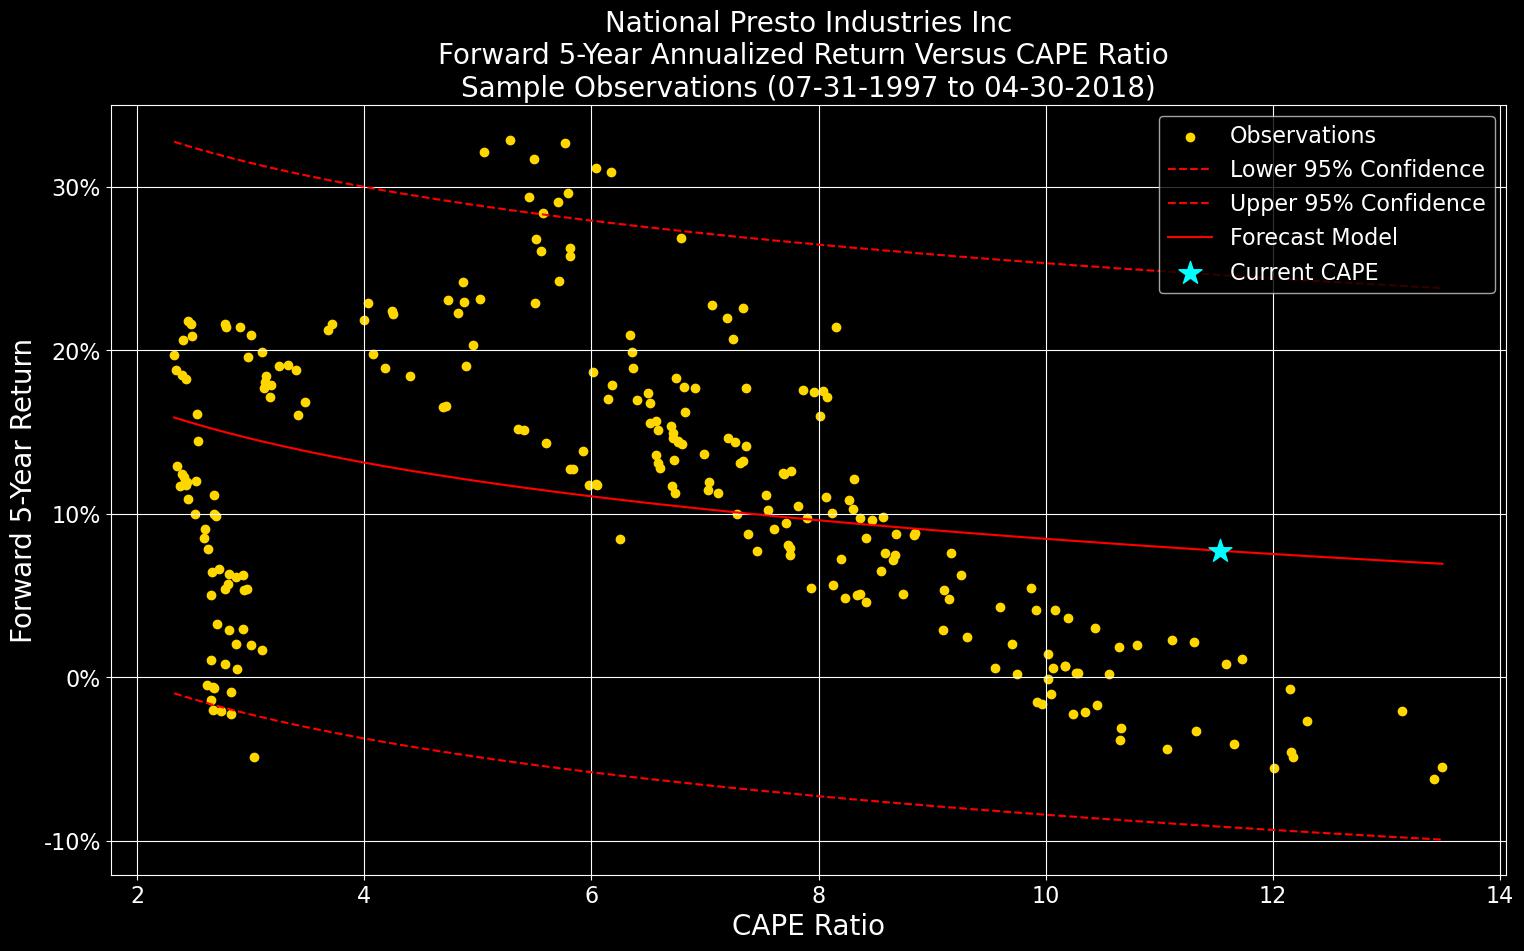 National Presto Industries Inc
Forward 5-Year Annualized Return Versus CAPE Ratio
Sample Observations (07-31-1997 to 04-30-2018)
Observations
Lower 95% Confidence
Upper 95% Confidence
Forecast Model
Current CAPE
Forward 5-Year Return
30%
20%
10%
0%
-10%
2 4 6 8 10 12 14
CAPE Ratio